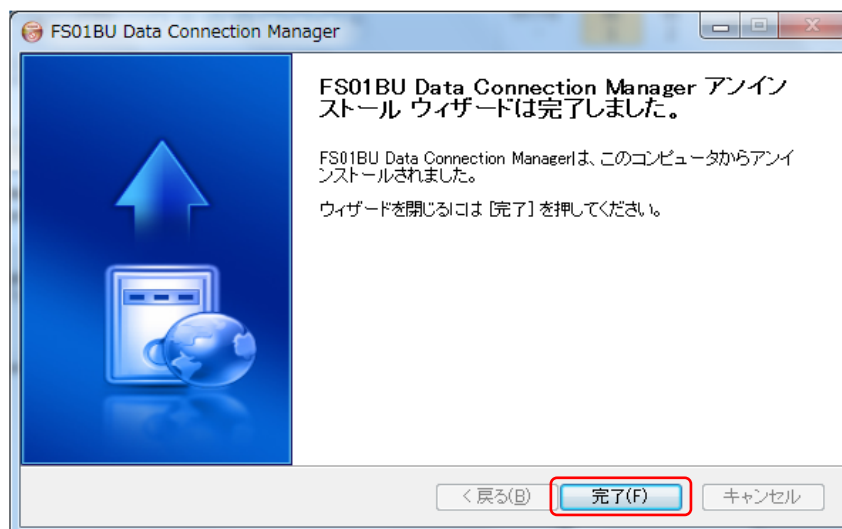 FS01BU Data Connection Manager
FS01BU Data Connection Manager アンイン
ストール ウィザードは完了しました。
FS01BU Data Connection Managerは、このコンピュータからアンイ
ンストールされました。
ウィザードを閉じるには [完了] を押してください。
< 戻る(B)
完了(F)
キャンセル